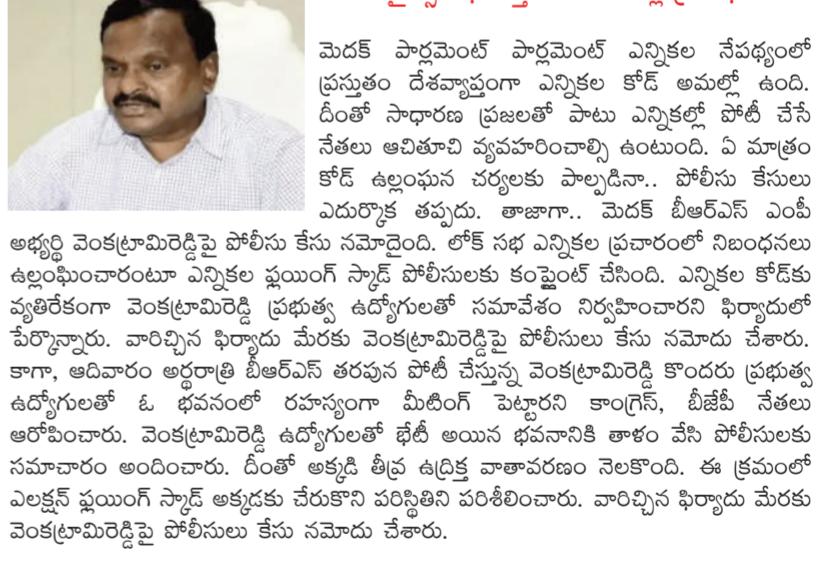 మెదక్ పార్లమెంట్ పార్లమెంట్ ఎన్నికల నేపథ్యంలో
ప్రస్తుతం దేశవ్యాప్తంగా ఎన్నికల కోడ్ అమల్లో ఉంది.
దీంతో సాధారణ ప్రజలతో పాటు ఎన్నికల్లో పోటీ చేసే
నేతలు ఆచితూచి వ్యవహరించాల్సి ఉంటుంది. ఏ మాత్రం
కోడ్ ఉల్లంఘన చర్యలకు పాల్పడినా.. పోలీసు కేసులు
ఎదుర్కొక తప్పదు. తాజాగా.. మెదక్ బీఆర్ఎస్ ఎంపీ
అభ్యర్థి వెంకట్రామిరెడ్డిపై పోలీసు కేసు నమోదైంది. లోక్ సభ ఎన్నికల ప్రచారంలో నిబంధనలు
ఉల్లంఘించారంటూ ఎన్నికల ఫ్లయింగ్ స్కాడ్ పోలీసులకు కంప్లైంట్ చేసింది. ఎన్నికల కోడ్‌కు
వ్యతిరేకంగా వెంకట్రామిరెడ్డి ప్రభుత్వ ఉద్యోగులతో సమావేశం నిర్వహించారని ఫిర్యాదులో
పేర్కొన్నారు. వారిచ్చిన ఫిర్యాదు మేరకు వెంకట్రామిరెడ్డిపై పోలీసులు కేసు నమోదు చేశారు.
కాగా, ఆదివారం అర్థరాత్రి బీఆర్ఎస్ తరపున పోటీ చేస్తున్న వెంకట్రామిరెడ్డి కొందరు ప్రభుత్వ
ఉద్యోగులతో ఓ భవనంలో రహస్యంగా మీటింగ్ పెట్టారని కాంగ్రెస్, బీజేపీ నేతలు
ఆరోపించారు. వెంకట్రామిరెడ్డి ఉద్యోగులతో భేటీ అయిన భవనానికి తాళం వేసి పోలీసులకు
సమాచారం అందించారు. దీంతో అక్కడి తీవ్ర ఉద్రిక్త వాతావరణం నెలకొంది. ఈ క్రమంలో
ఎలక్షన్ ఫ్లయింగ్ స్కాడ్ అక్కడకు చేరుకొని పరిస్థితిని పరిశీలించారు. వారిచ్చిన ఫిర్యాదు మేరకు
వెంకట్రామిరెడ్డిపై పోలీసులు కేసు నమోదు చేశారు.